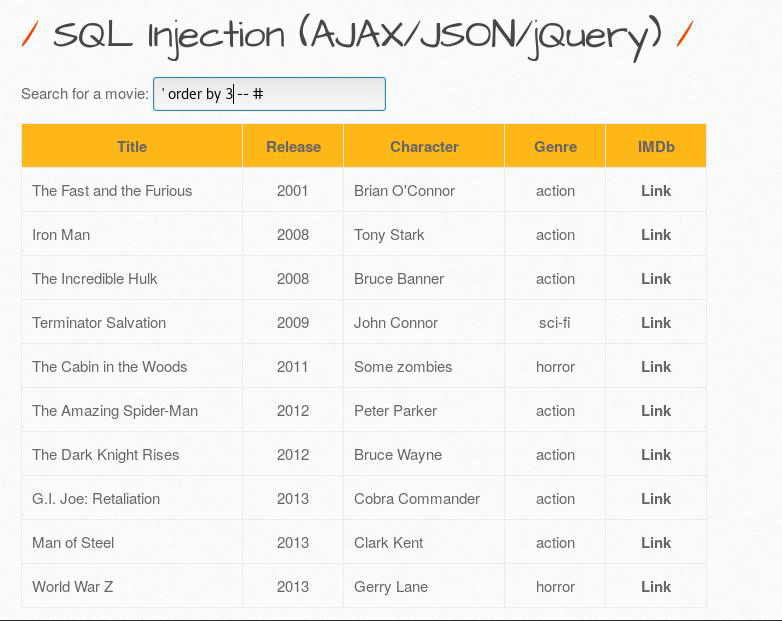 / SQL Injection (AJAX/JSON/jQuery) /
Search for a movie: ' order by 3 -- #
Title Release Character Genre IMDb
The Fast and the Furious 2001 Brian O'Connor action Link
Iron Man 2008 Tony Stark action Link
The Incredible Hulk 2008 Bruce Banner action Link
Terminator Salvation 2009 John Connor sci-fi Link
The Cabin in the Woods 2011 Some zombies horror Link
The Amazing Spider-Man 2012 Peter Parker action Link
The Dark Knight Rises 2012 Bruce Wayne action Link
G.I. Joe: Retaliation 2013 Cobra Commander action Link
Man of Steel 2013 Clark Kent action Link
World War Z 2013 Gerry Lane horror Link